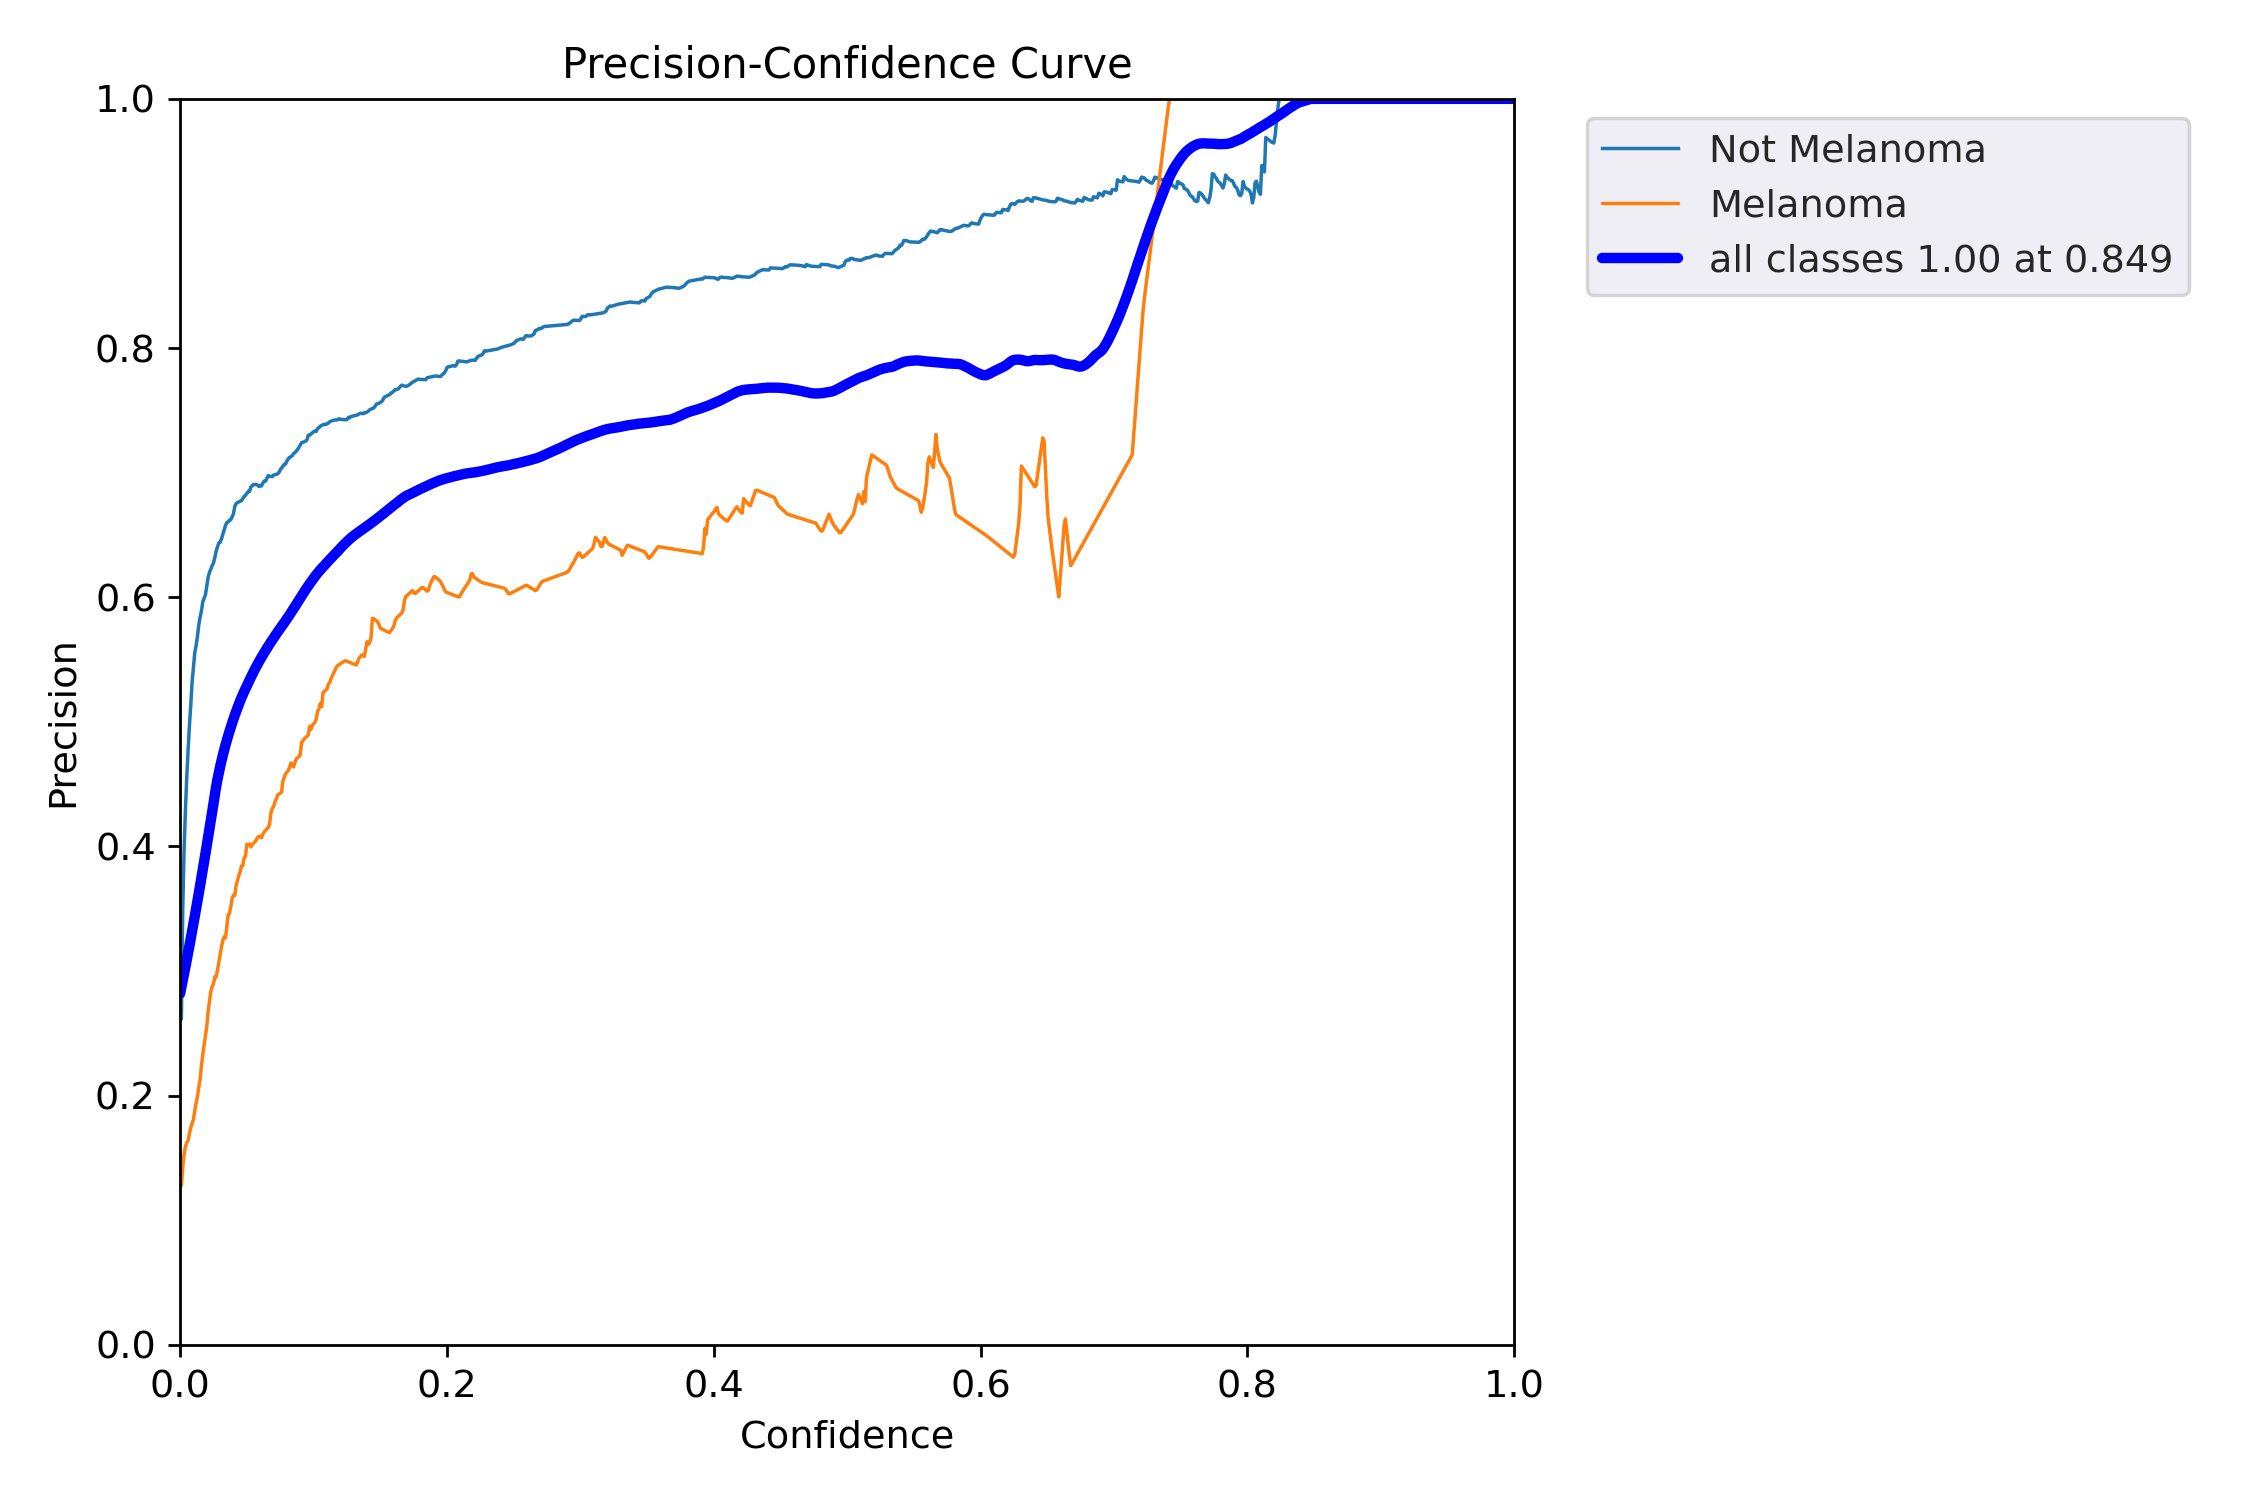 Precision-Confidence Curve
1.0
0.8
0.6
0.4
0.2
0.0
Precision
0.0 0.2 0.4 0.6 0.8 1.0
Confidence
Not Melanoma
Melanoma
all classes 1.00 at 0.849